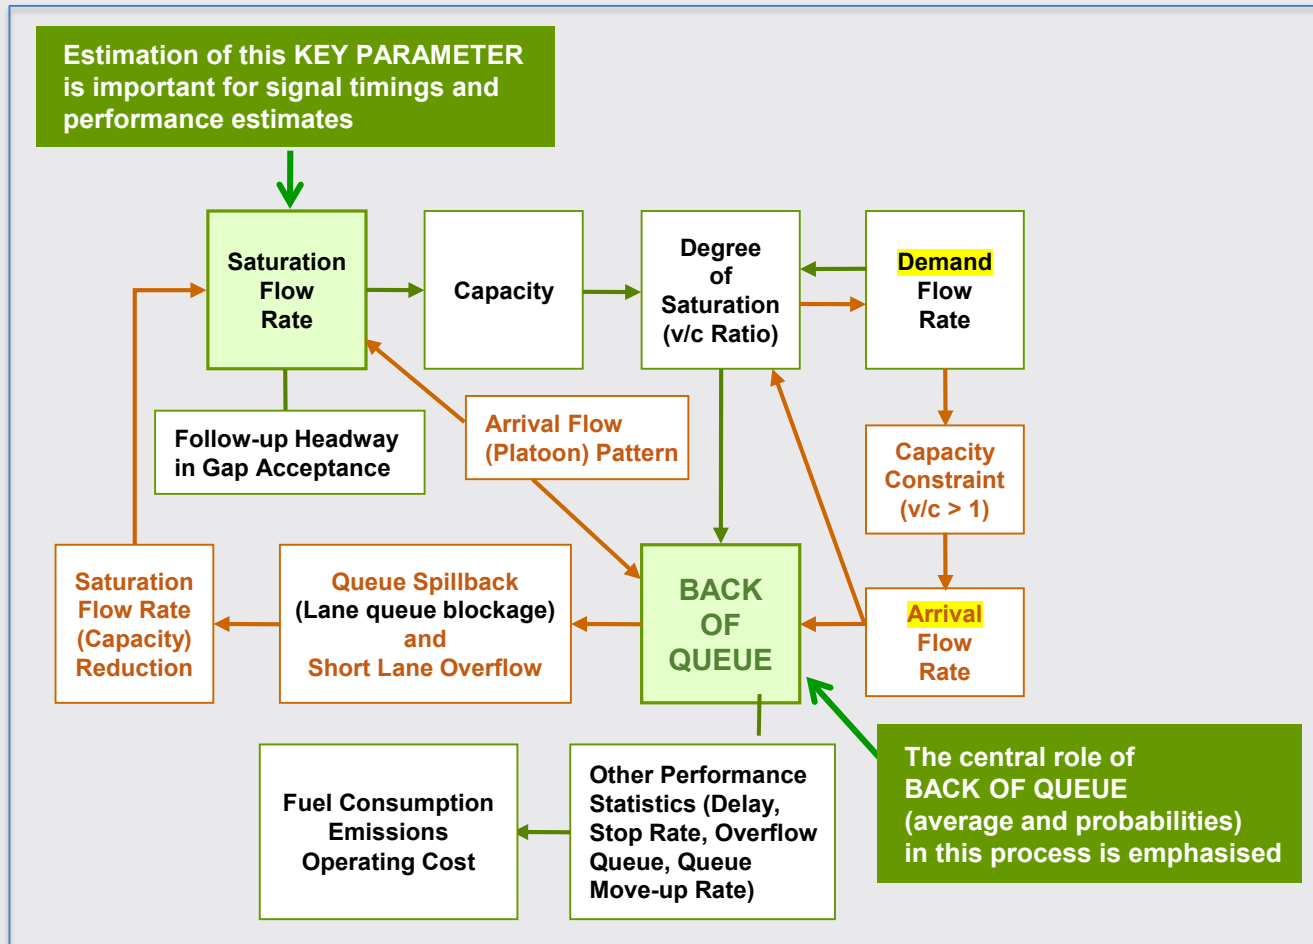 Estimation of this KEY PARAMETER
is important for signal timings and
performance estimates
Saturation
Flow
Rate
Capacity
Degree
of
Saturation
(v/c Ratio)
Demand
Flow
Rate
Follow-up Headway
in Gap Acceptance
Arrival Flow
(Platoon) Pattern
Capacity
Constraint
(v/c > 1)
Saturation
Flow Rate
(Capacity)
Reduction
Queue Spillback
(Lane queue blockage)
and
Short Lane Overflow
BACK
OF
QUEUE
Arrival
Flow
Rate
Fuel Consumption
Emissions
Operating Cost
Other Performance
Statistics (Delay,
Stop Rate, Overflow
Queue, Queue
Move-up Rate)
The central role of
BACK OF QUEUE
(average and probabilities)
in this process is emphasised